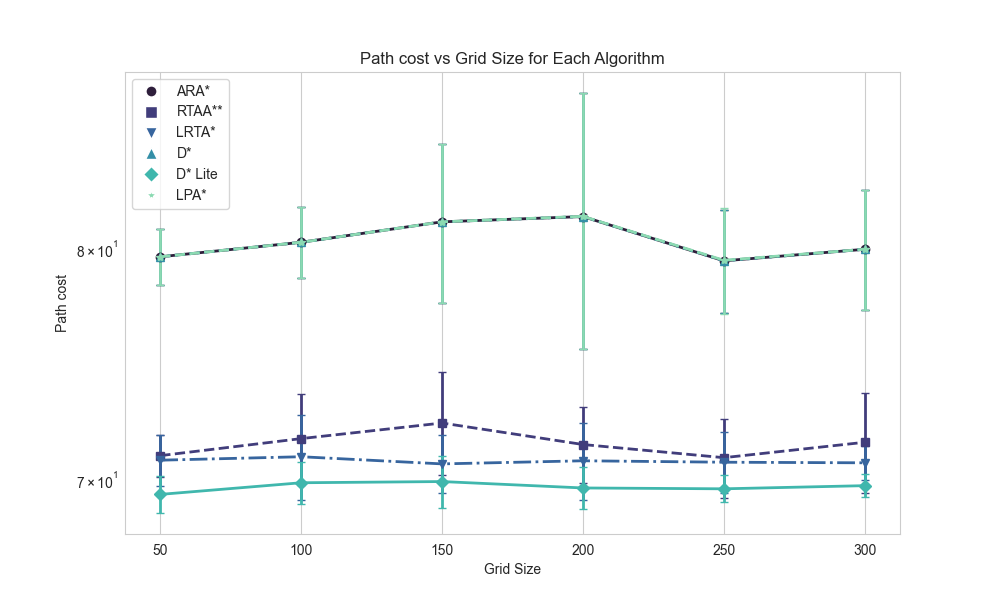 Path cost vs Grid Size for Each Algorithm
ARA*
RTAA**
LRTA*
D*
D* Lite
LPA*
8 × 10¹
7 × 10¹
Path cost
50 100 150 200 250 300
Grid Size